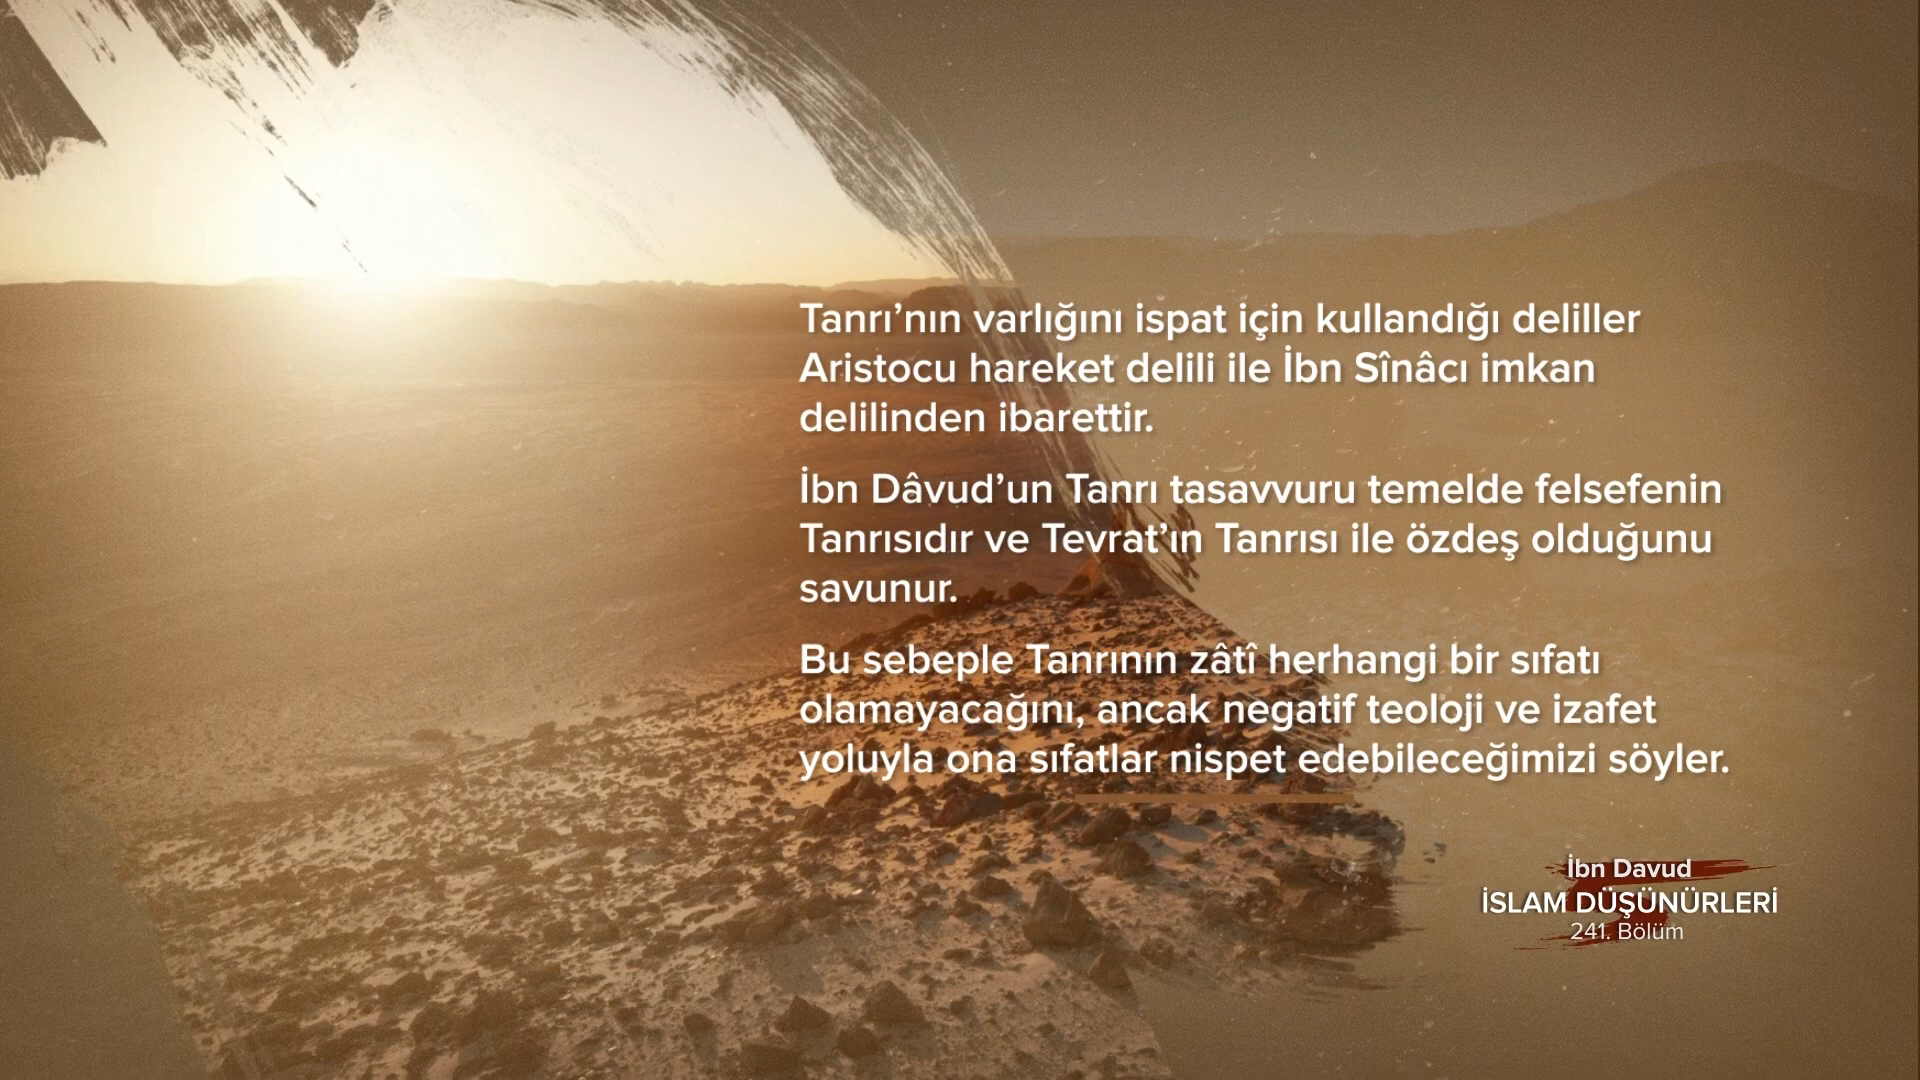 Tanrı’nın varlığını ispat için kullandığı deliller
Aristocu hareket delili ile İbn Sînâcı imkan
delilinden ibarettir.
İbn Dâvud’un Tanrı tasavvuru temelde felsefenin
Tanrısıdır ve Tevrat’ın Tanrısı ile özdeş olduğunu
savunur.
Bu sebeple Tanrının zâtî herhangi bir sıfatı
olamayacağını, ancak negatif teoloji ve izafet
yoluyla ona sıfatlar nispet edebileceğimizi söyler.
İbn Davud
İSLAM DÜŞÜNÜRLERİ
241. Bölüm